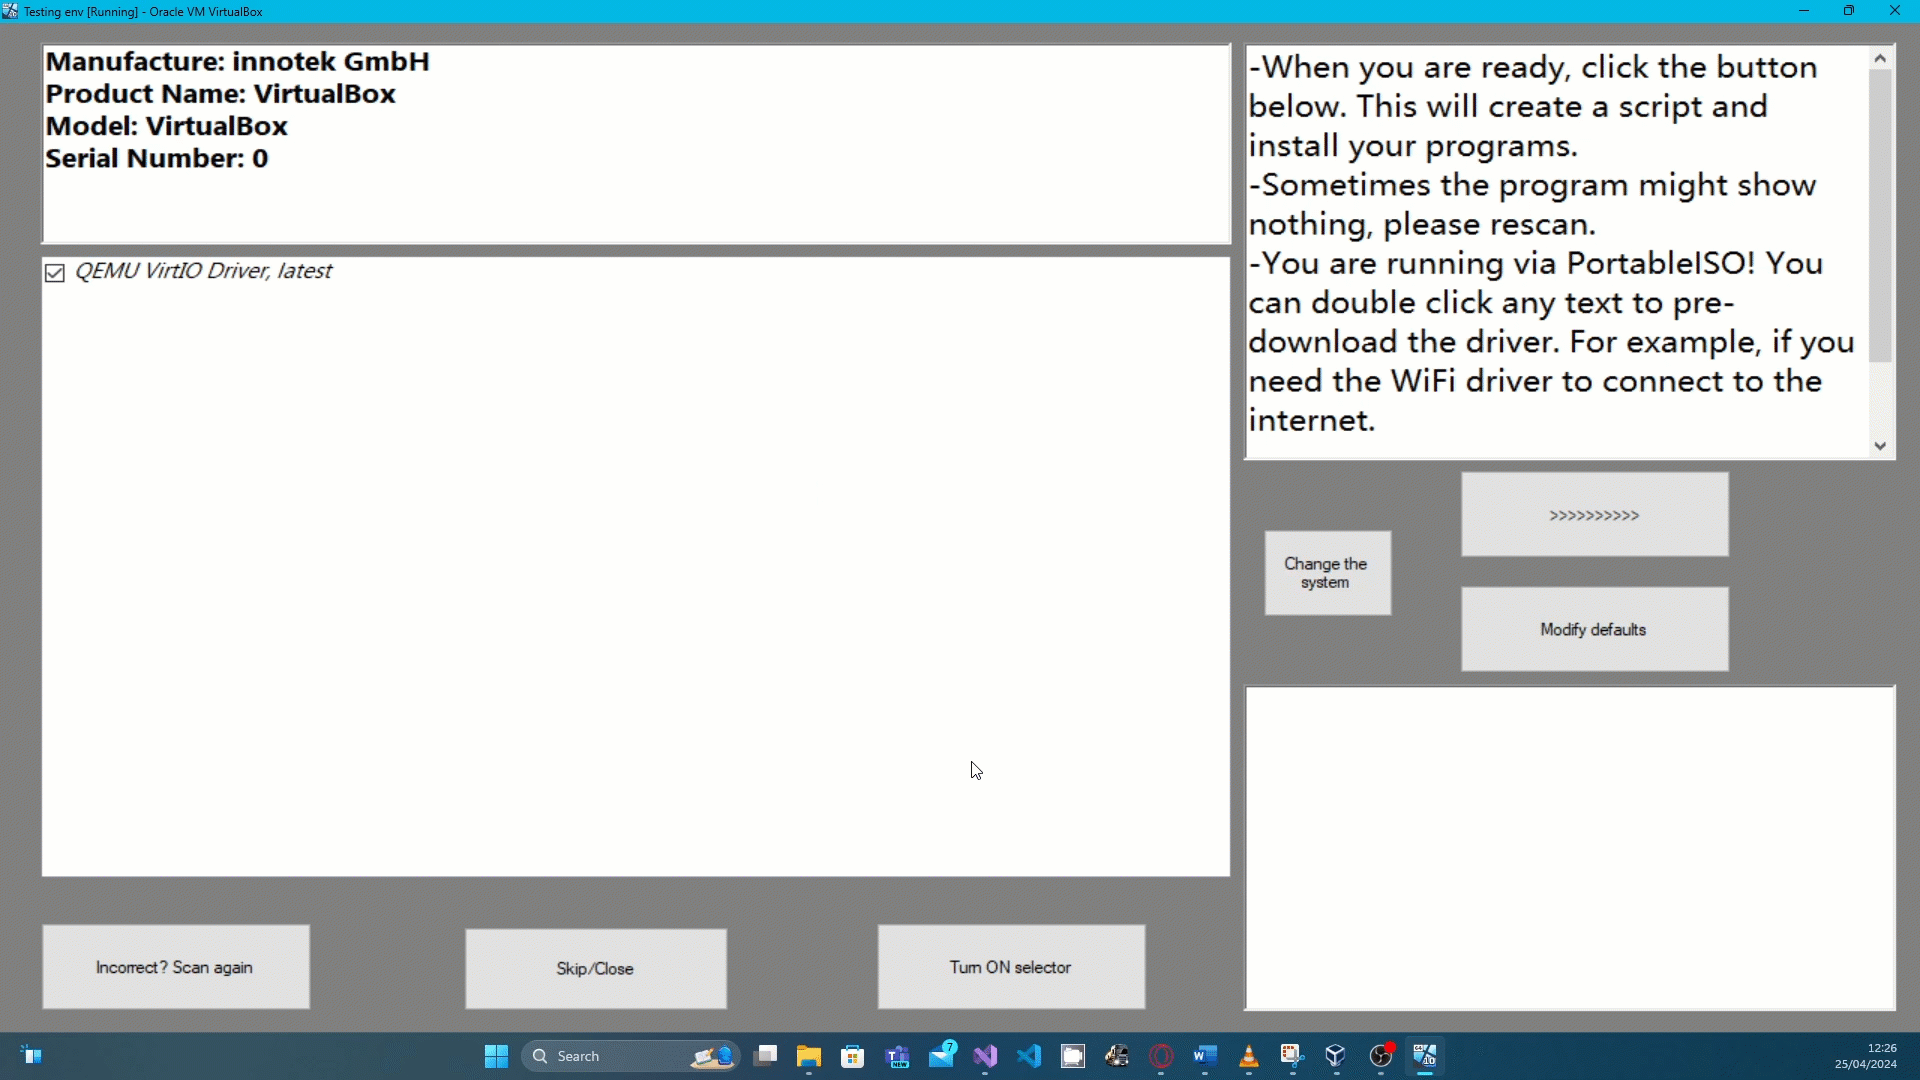 Testing env [Running] - Oracle VM VirtualBox
Manufacture: innotek GmbH
Product Name: VirtualBox
Model: VirtualBox
Serial Number: 0
QEMU VirtIO Driver, latest
-When you are ready, click the button
below. This will create a script and
install your programs.
-Sometimes the program might show
nothing, please rescan.
-You are running via PortableISO! You
can double click any text to pre-
download the driver. For example, if you
need the WiFi driver to connect to the
internet.
>>>>>>>>>>
Change the
system
Modify defaults
Incorrect? Scan again
Skip/Close
Turn ON selector
Search
NEW
7
W
12:26
25/04/2024